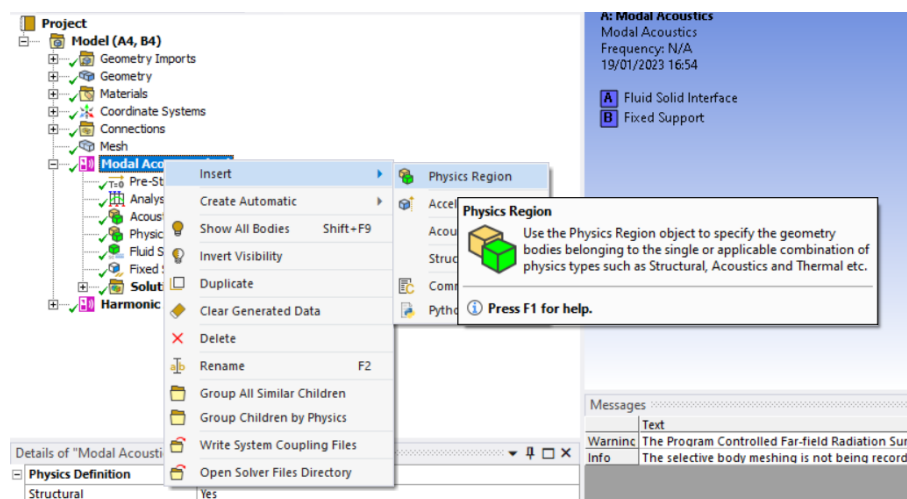 Project
Model (A4, B4)
Geometry Imports
Geometry
Materials
Coordinate Systems
Connections
Mesh
Modal Aco
T=0 Pre-St
Analys
Acoust
Physic
Fluid S
Fixed
Solut
Harmonic
Insert
Create Automatic
Show All Bodies Shift+F9
Invert Visibility
Duplicate
Clear Generated Data
Delete
Rename F2
Group All Similar Children
Group Children by Physics
Write System Coupling Files
Open Solver Files Directory
Physics Region
Accel
Acou
Struc
Comm
Pytho
Physics Region
Use the Physics Region object to specify the geometry
bodies belonging to the single or applicable combination of
physics types such as Structural, Acoustics and Thermal etc.
Press F1 for help.
A: Modal Acoustics
Modal Acoustics
Frequency: N/A
19/01/2023 16:54
A Fluid Solid Interface
B Fixed Support
Messages
Text
Warning The Program Controlled Far-field Radiation Sur
Info The selective body meshing is not being record
Details of "Modal Acousti
Physics Definition
Structural Yes